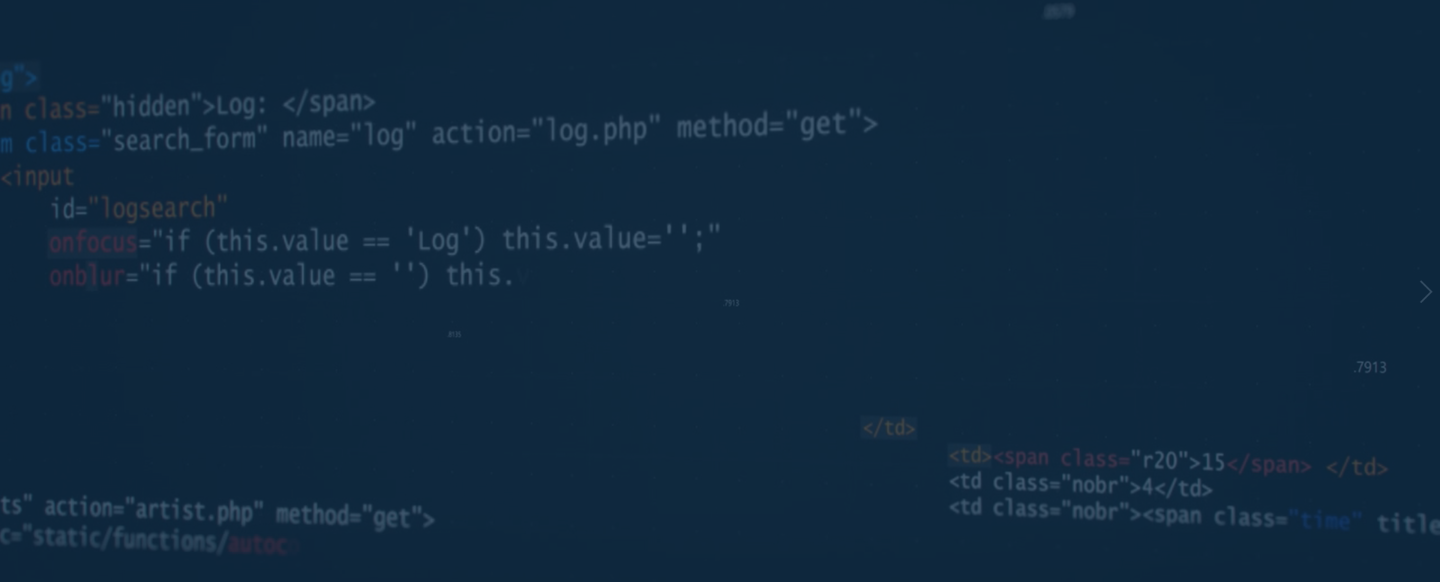 g">
n class="hidden">Log: </span>
m class="search_form" name="log" action="log.php" method="get">
<input
id="logsearch"
onfocus="if (this.value == 'Log') this.value='';"
onblur="if (this.value == '') this.
.7913
</td>
<td><span class="r20">15</span> </td>
<td class="nobr">4</td>
<td class="nobr"><span class="time" title
ts" action="artist.php" method="get">
c="static/functions/autoc